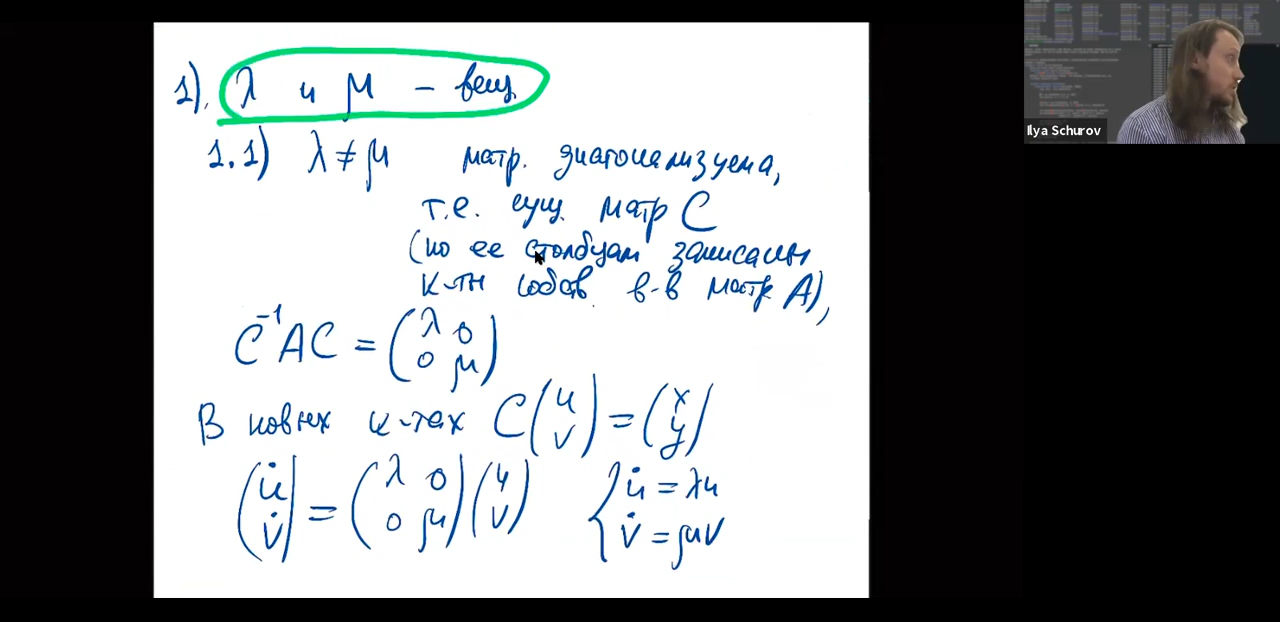 1). λ и μ – вещ.
1.1) λ ≠ μ матр. диагонализуема,
т.е. сущ. матр C
(по ее столбцам записаны
к-ты собств. в-в матр A),
C⁻¹AC = (λ 0 / 0 μ)
В новых к-тах C (u / v) = (x / y)
(u̇ / v̇) = (λ 0 / 0 μ) (u / v) { u̇ = λu / v̇ = μv
Ilya Schurov